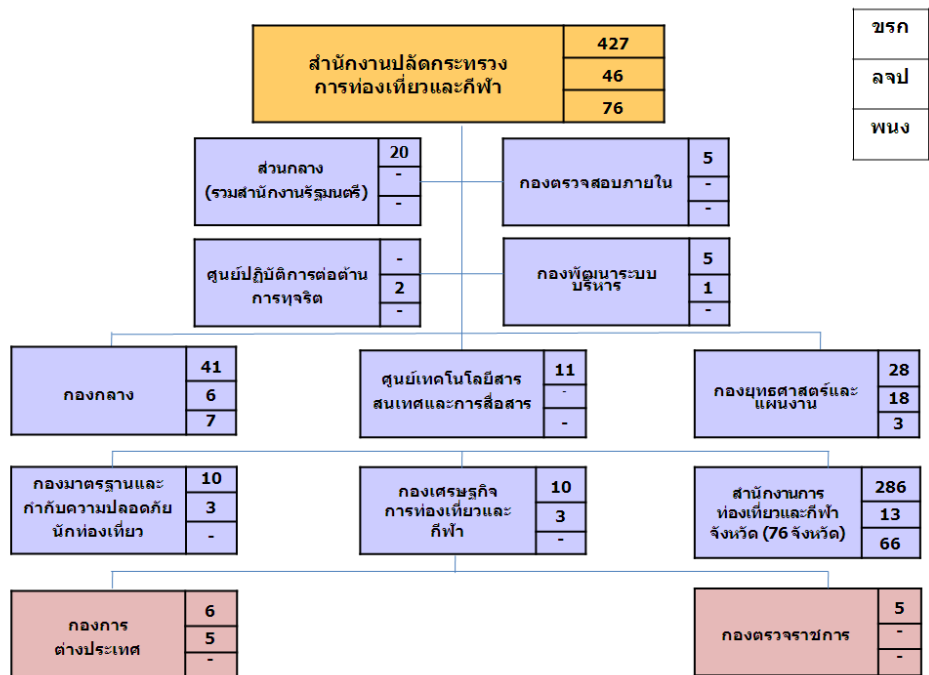 สำนักงานปลัดกระทรวง
การท่องเที่ยวและกีฬา
427
46
76
ขรก
ลจป
พนง
ส่วนกลาง
(รวมสำนักงานรัฐมนตรี)
20
-
-
กองตรวจสอบภายใน
5
-
-
ศูนย์ปฏิบัติการต่อต้าน
การทุจริต
-
2
-
กองพัฒนาระบบ
บริหาร
5
1
-
กองกลาง
41
6
7
ศูนย์เทคโนโลยีสาร
สนเทศและการสื่อสาร
11
-
-
กองยุทธศาสตร์และ
แผนงาน
28
18
3
กองมาตรฐานและ
กำกับความปลอดภัย
นักท่องเที่ยว
10
3
-
กองเศรษฐกิจ
การท่องเที่ยวและ
กีฬา
10
3
-
สำนักงานการ
ท่องเที่ยวและกีฬา
จังหวัด (76 จังหวัด)
286
13
66
กองการ
ต่างประเทศ
6
5
-
กองตรวจราชการ
5
-
-